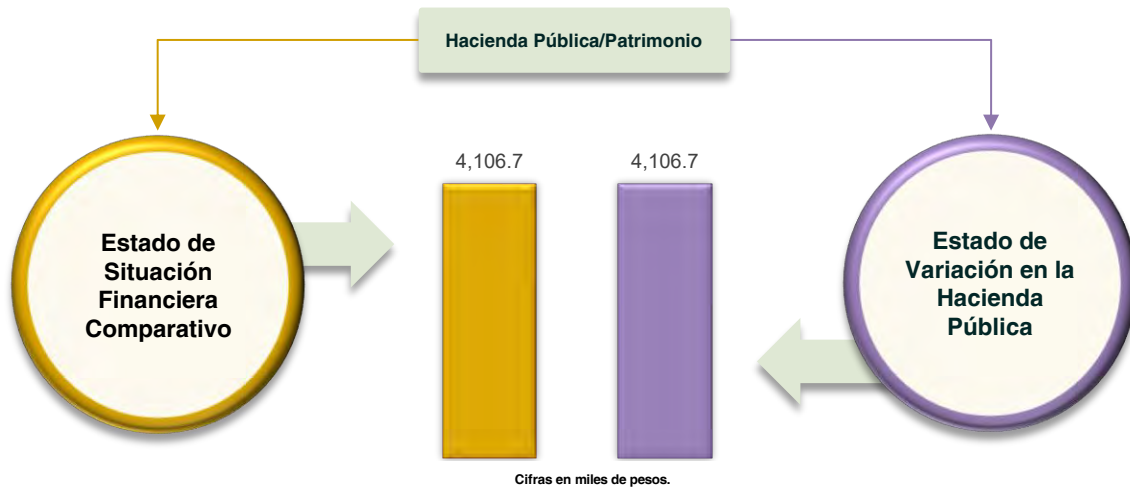 Hacienda Pública/Patrimonio
4,106.7
4,106.7
Estado de
Situación
Financiera
Comparativo
Estado de
Variación en la
Hacienda
Pública
Cifras en miles de pesos.